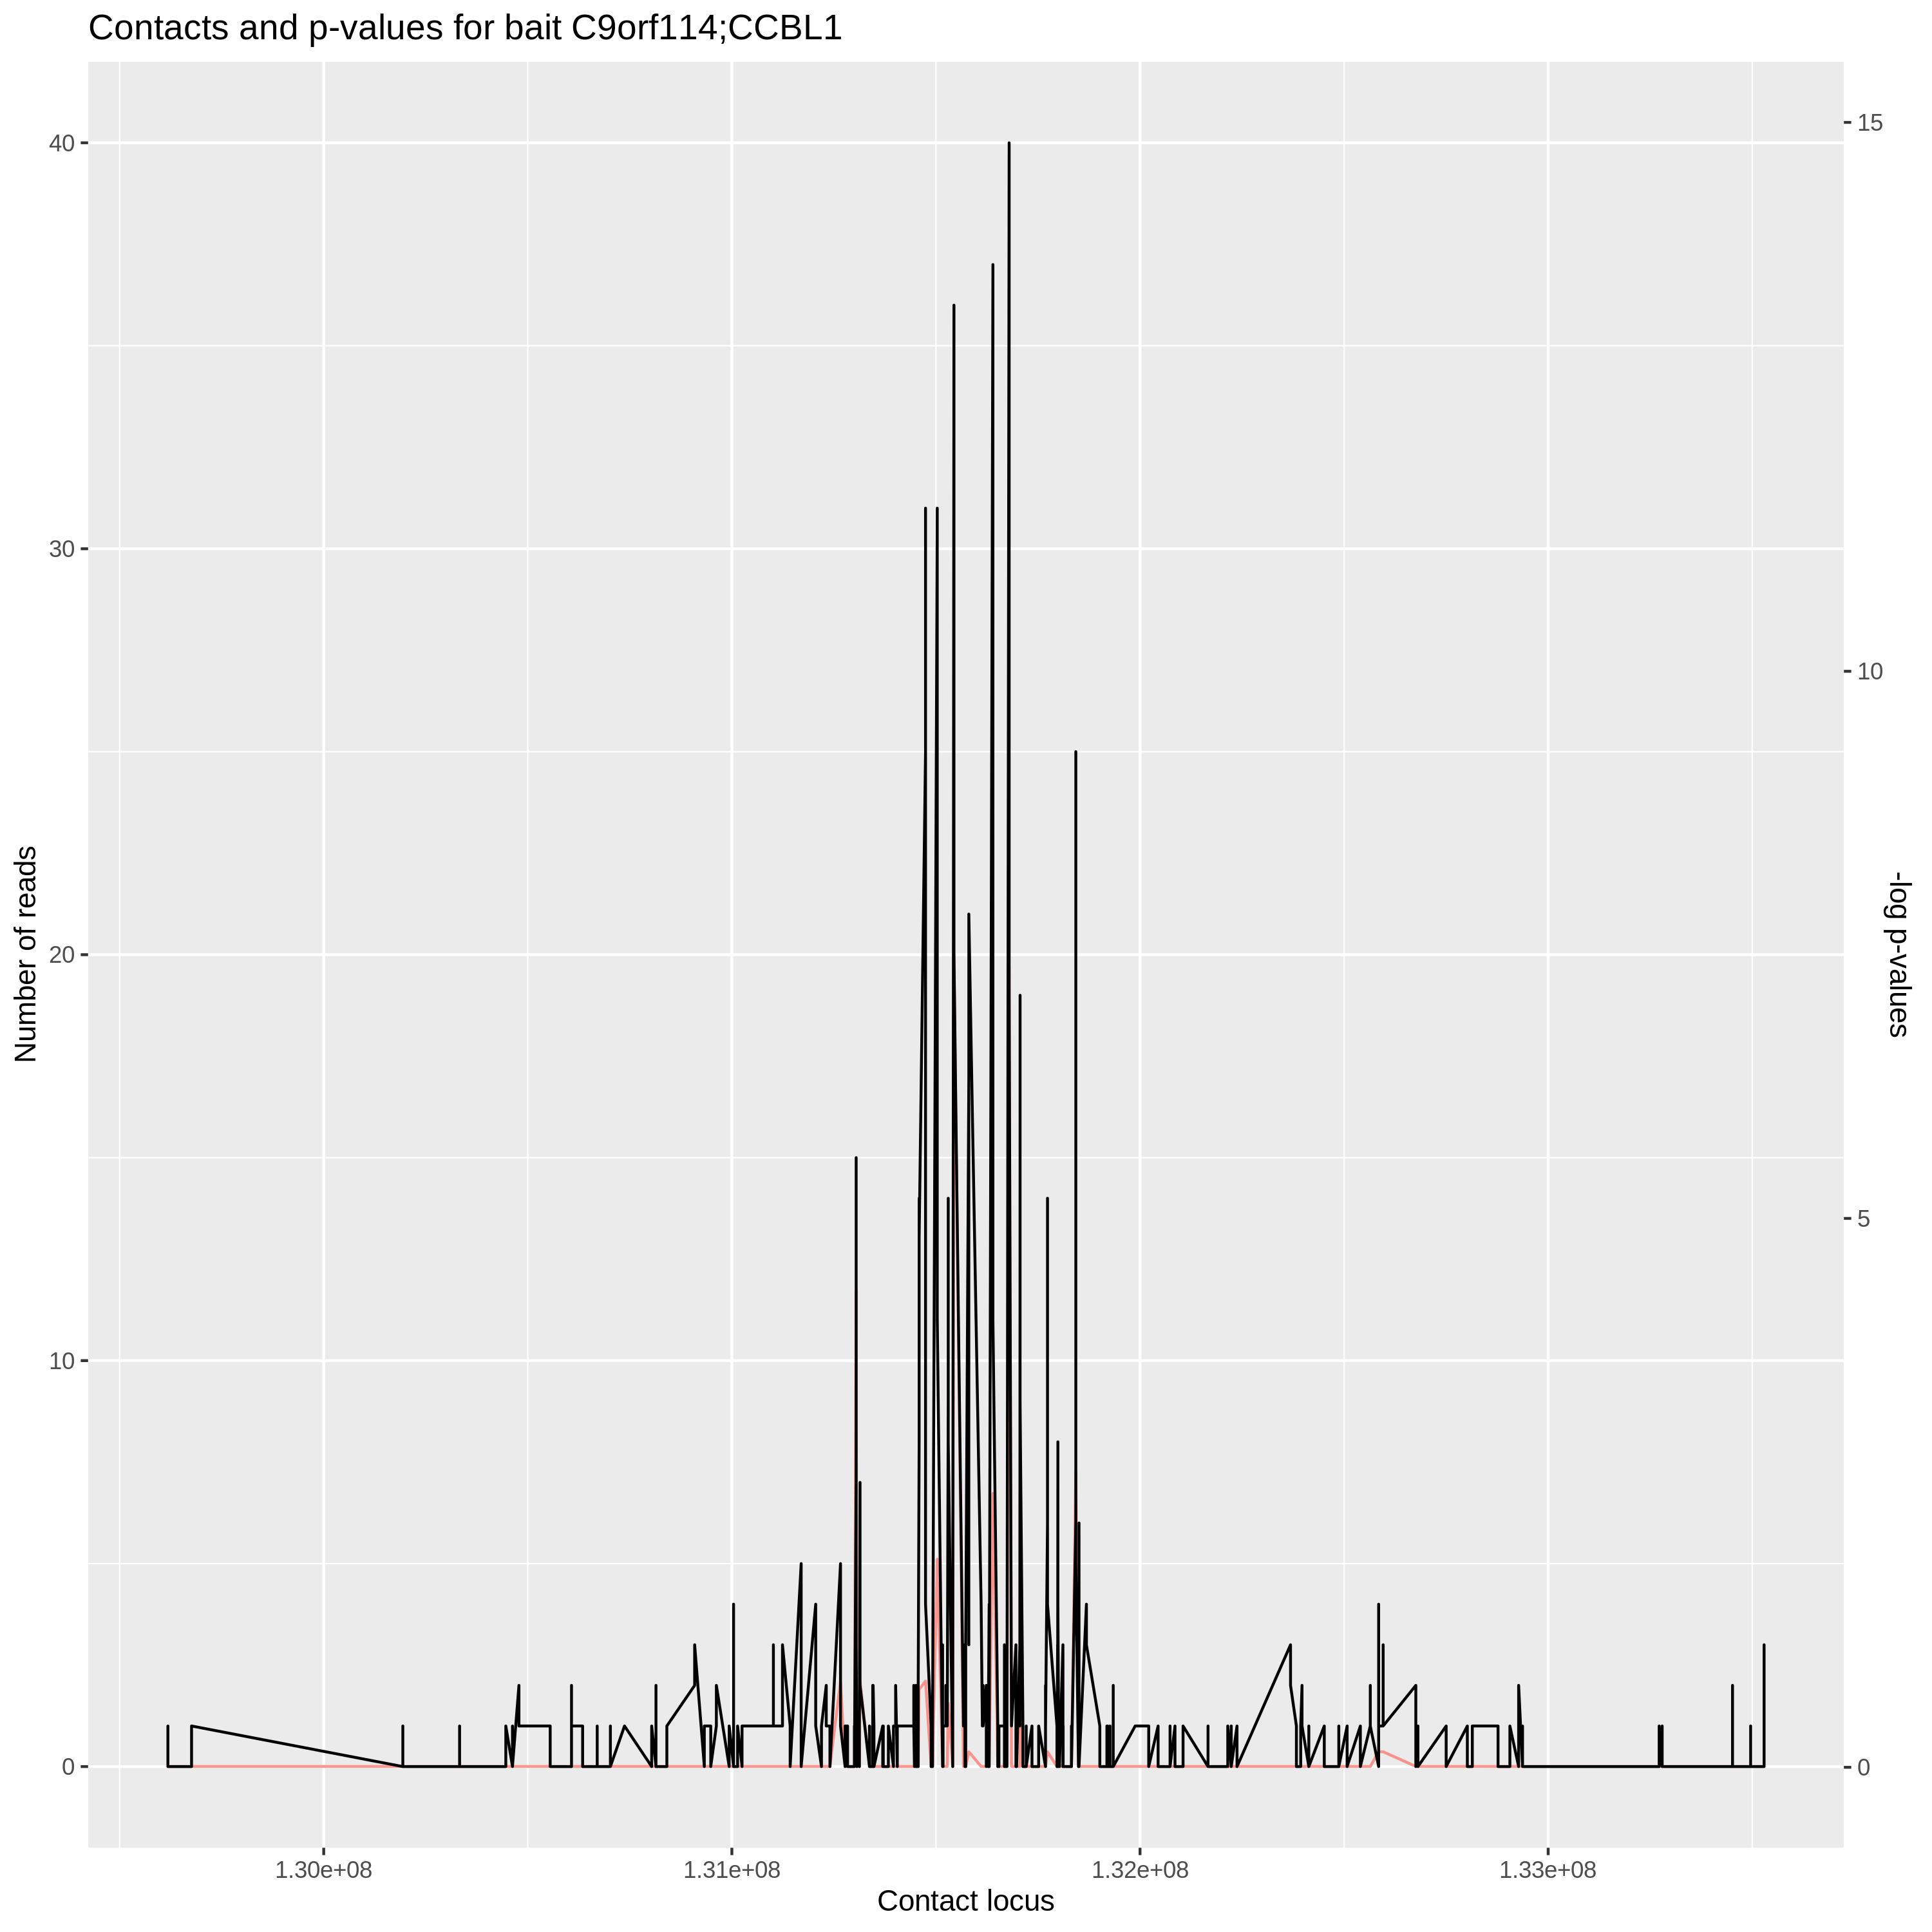 Contacts and p-values for bait C9orf114;CCBL1
40
30
20
10
0
Number of reads
15
10
5
0
-log p-values
1.30e+08
1.31e+08
1.32e+08
1.33e+08
Contact locus